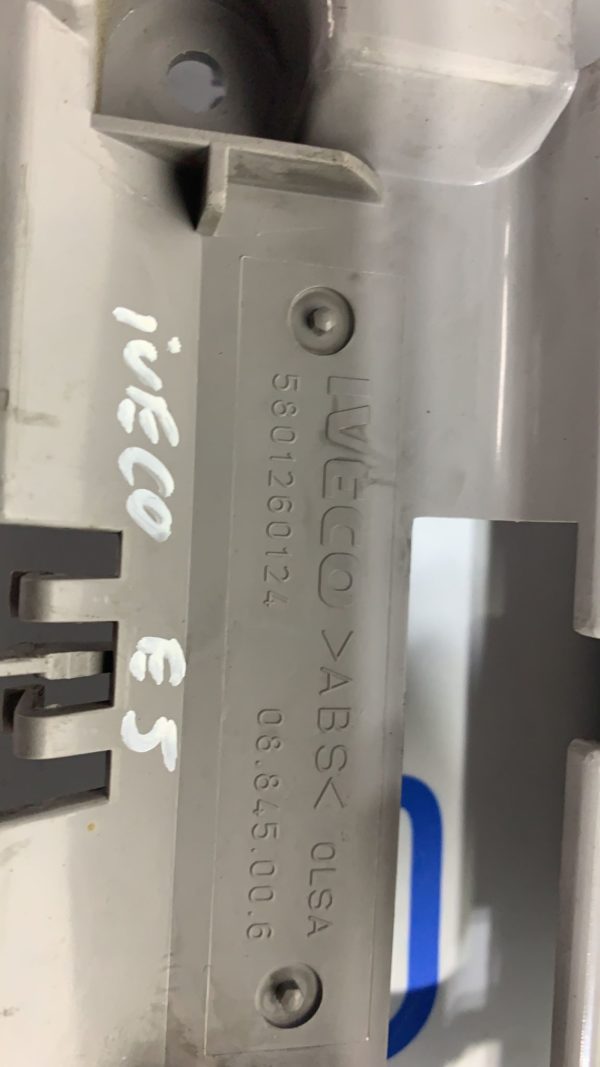 IVECO >ABS< OLSA
5801260124 08.845.00.6
iVECO E5